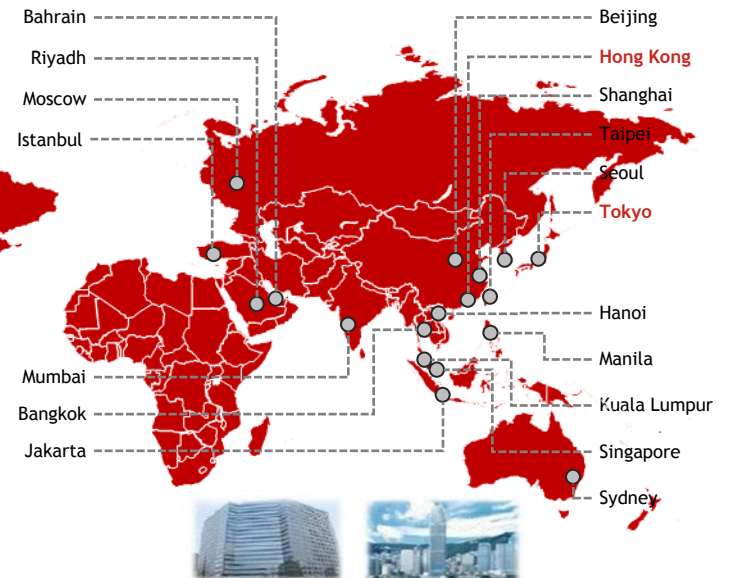 Bahrain
Riyadh
Moscow
Istanbul
Mumbai
Bangkok
Jakarta
Beijing
Hong Kong
Shanghai
Taipei
Seoul
Tokyo
Hanoi
Manila
Kuala Lumpur
Singapore
Sydney